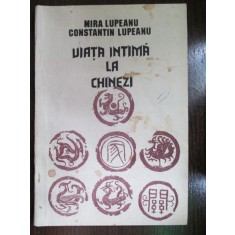 MIRA LUPEANU
CONSTANTIN LUPEANU
VIAȚA INTIMĂ
LA
CHINEZI